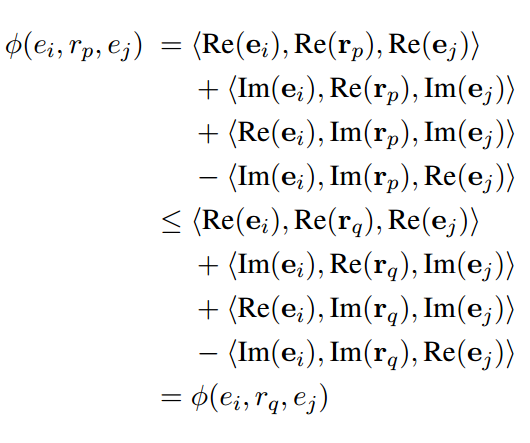 ϕ(e_i, r_p, e_j) = ⟨Re(𝐞_i), Re(𝐫_p), Re(𝐞_j)⟩
+ ⟨Im(𝐞_i), Re(𝐫_p), Im(𝐞_j)⟩
+ ⟨Re(𝐞_i), Im(𝐫_p), Im(𝐞_j)⟩
− ⟨Im(𝐞_i), Im(𝐫_p), Re(𝐞_j)⟩
≤ ⟨Re(𝐞_i), Re(𝐫_q), Re(𝐞_j)⟩
+ ⟨Im(𝐞_i), Re(𝐫_q), Im(𝐞_j)⟩
+ ⟨Re(𝐞_i), Im(𝐫_q), Im(𝐞_j)⟩
− ⟨Im(𝐞_i), Im(𝐫_q), Re(𝐞_j)⟩
= ϕ(e_i, r_q, e_j)